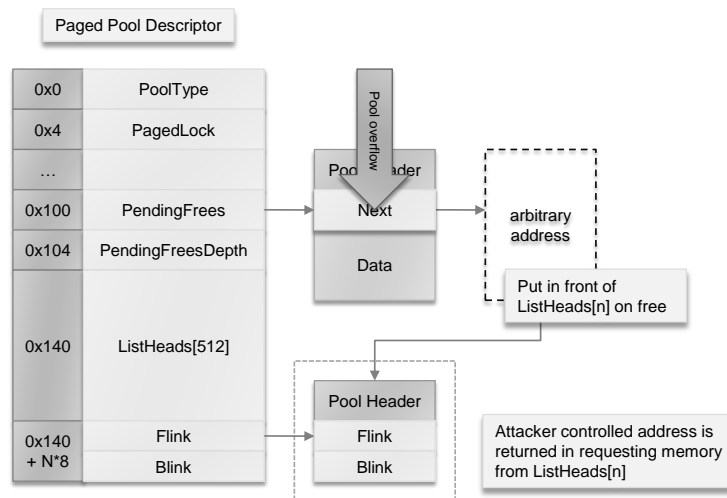 Paged Pool Descriptor
0x0 PoolType
0x4 PagedLock
...
0x100 PendingFrees
0x104 PendingFreesDepth
0x140 ListHeads[512]
0x140
+ N*8
Flink
Blink
Pool overflow
Next
Data
arbitrary
address
Put in front of
ListHeads[n] on free
Pool Header
Flink
Blink
Attacker controlled address is
returned in requesting memory
from ListHeads[n]